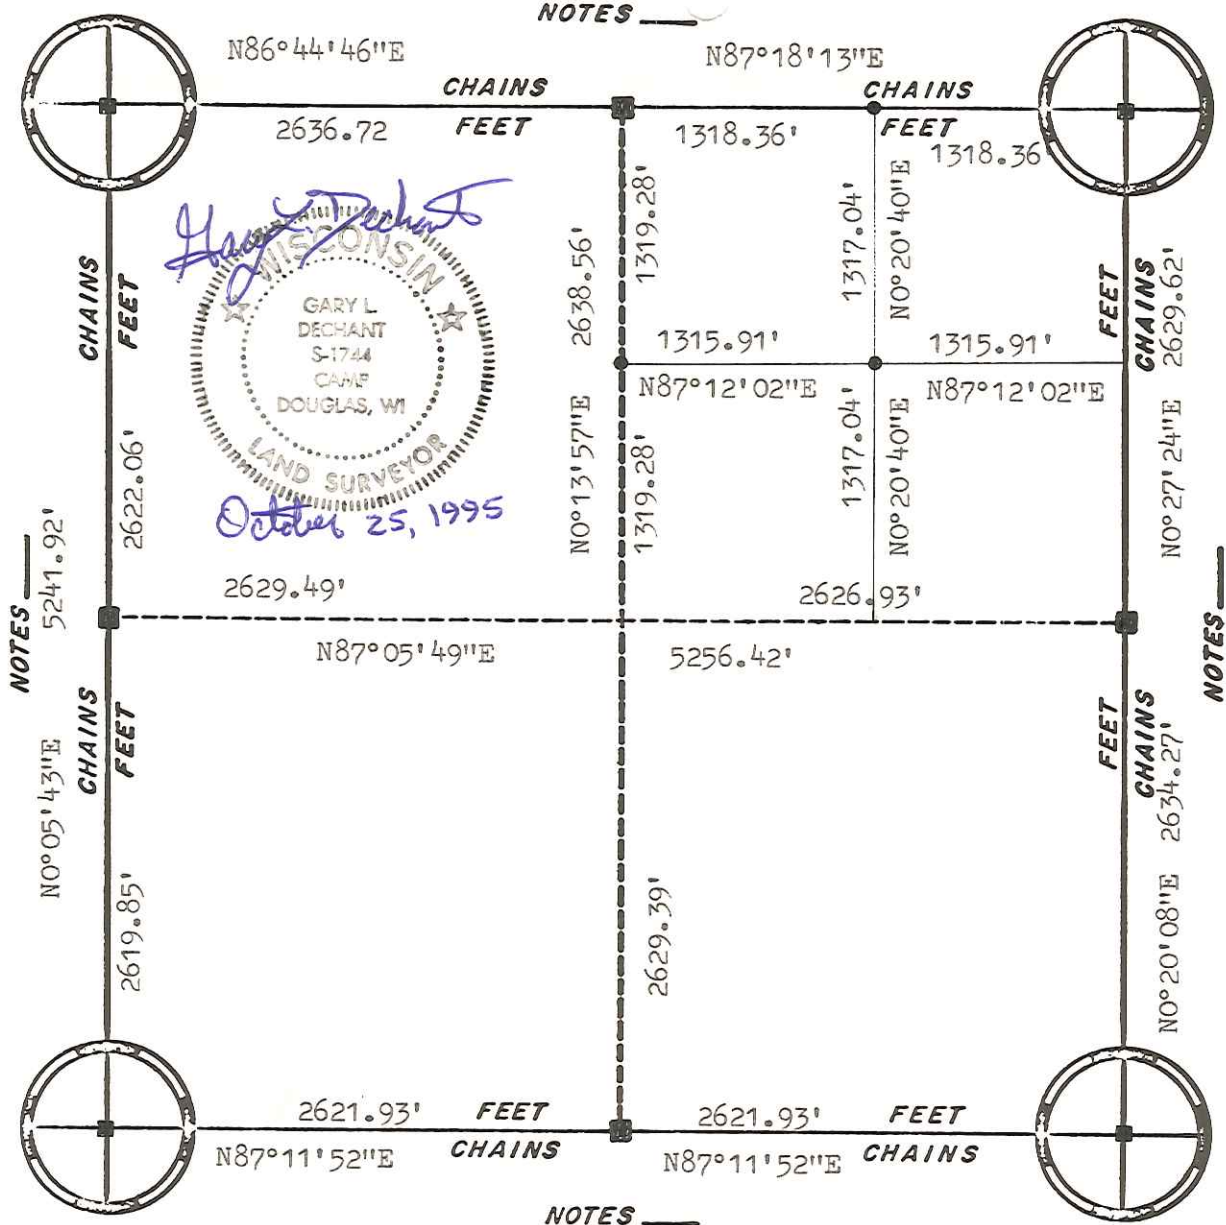 NOTES
N86°44'46"E
N87°18'13"E
CHAINS
CHAINS
FEET
FEET
2636.72
1318.36'
1318.36
Gary L. Dechant
WISCONSIN
GARY L.
DECHANT
S-1744
CAMP
DOUGLAS, WI
LAND SURVEYOR
October 25, 1995
CHAINS
FEET
2622.06'
5241.92'
NOTES
2638.56'
1319.28'
1317.04'
N0°20'40"E
FEET
CHAINS
2629.62'
1315.91'
1315.91'
N87°12'02"E
N87°12'02"E
N0°13'57"E
1319.28'
1317.04'
N0°20'40"E
N0°27'24"E
2629.49'
2626.93'
N87°05'49"E
5256.42'
NOTES
CHAINS
FEET
N0°05'43"E
2619.85'
2629.39'
FEET
CHAINS
2634.27'
N0°20'08"E
2621.93'
FEET
2621.93'
FEET
N87°11'52"E
CHAINS
N87°11'52"E
CHAINS
NOTES